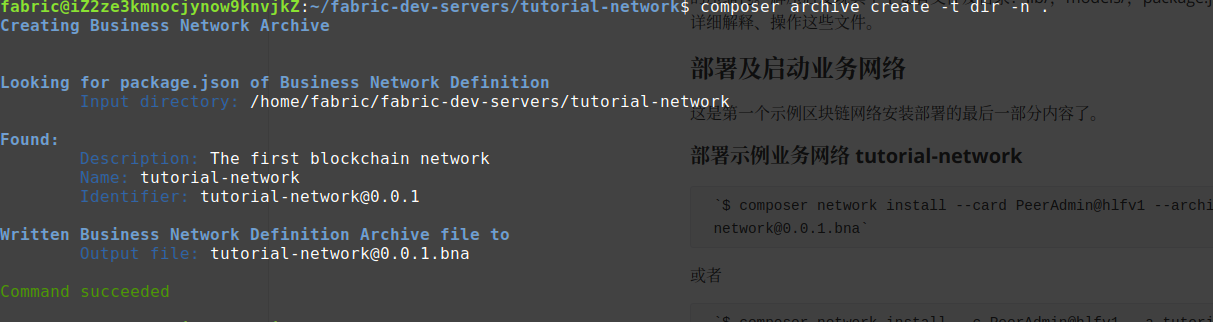 fabric@iZ2ze3kmnocjynow9knvjkZ:~/fabric-dev-servers/tutorial-network$ composer archive create -t dir -n .
Creating Business Network Archive
Looking for package.json of Business Network Definition
Input directory: /home/fabric/fabric-dev-servers/tutorial-network
Found:
Description: The first blockchain network
Name: tutorial-network
Identifier: tutorial-network@0.0.1
Written Business Network Definition Archive file to
Output file: tutorial-network@0.0.1.bna
Command succeeded
详细解释、操作这些文件。
部署及启动业务网络
这是第一个示例区块链网络安装部署的最后一部分内容了。
部署示例业务网络 tutorial-network
`$ composer network install --card PeerAdmin@hlfv1 --archi
network@0.0.1.bna`
或者